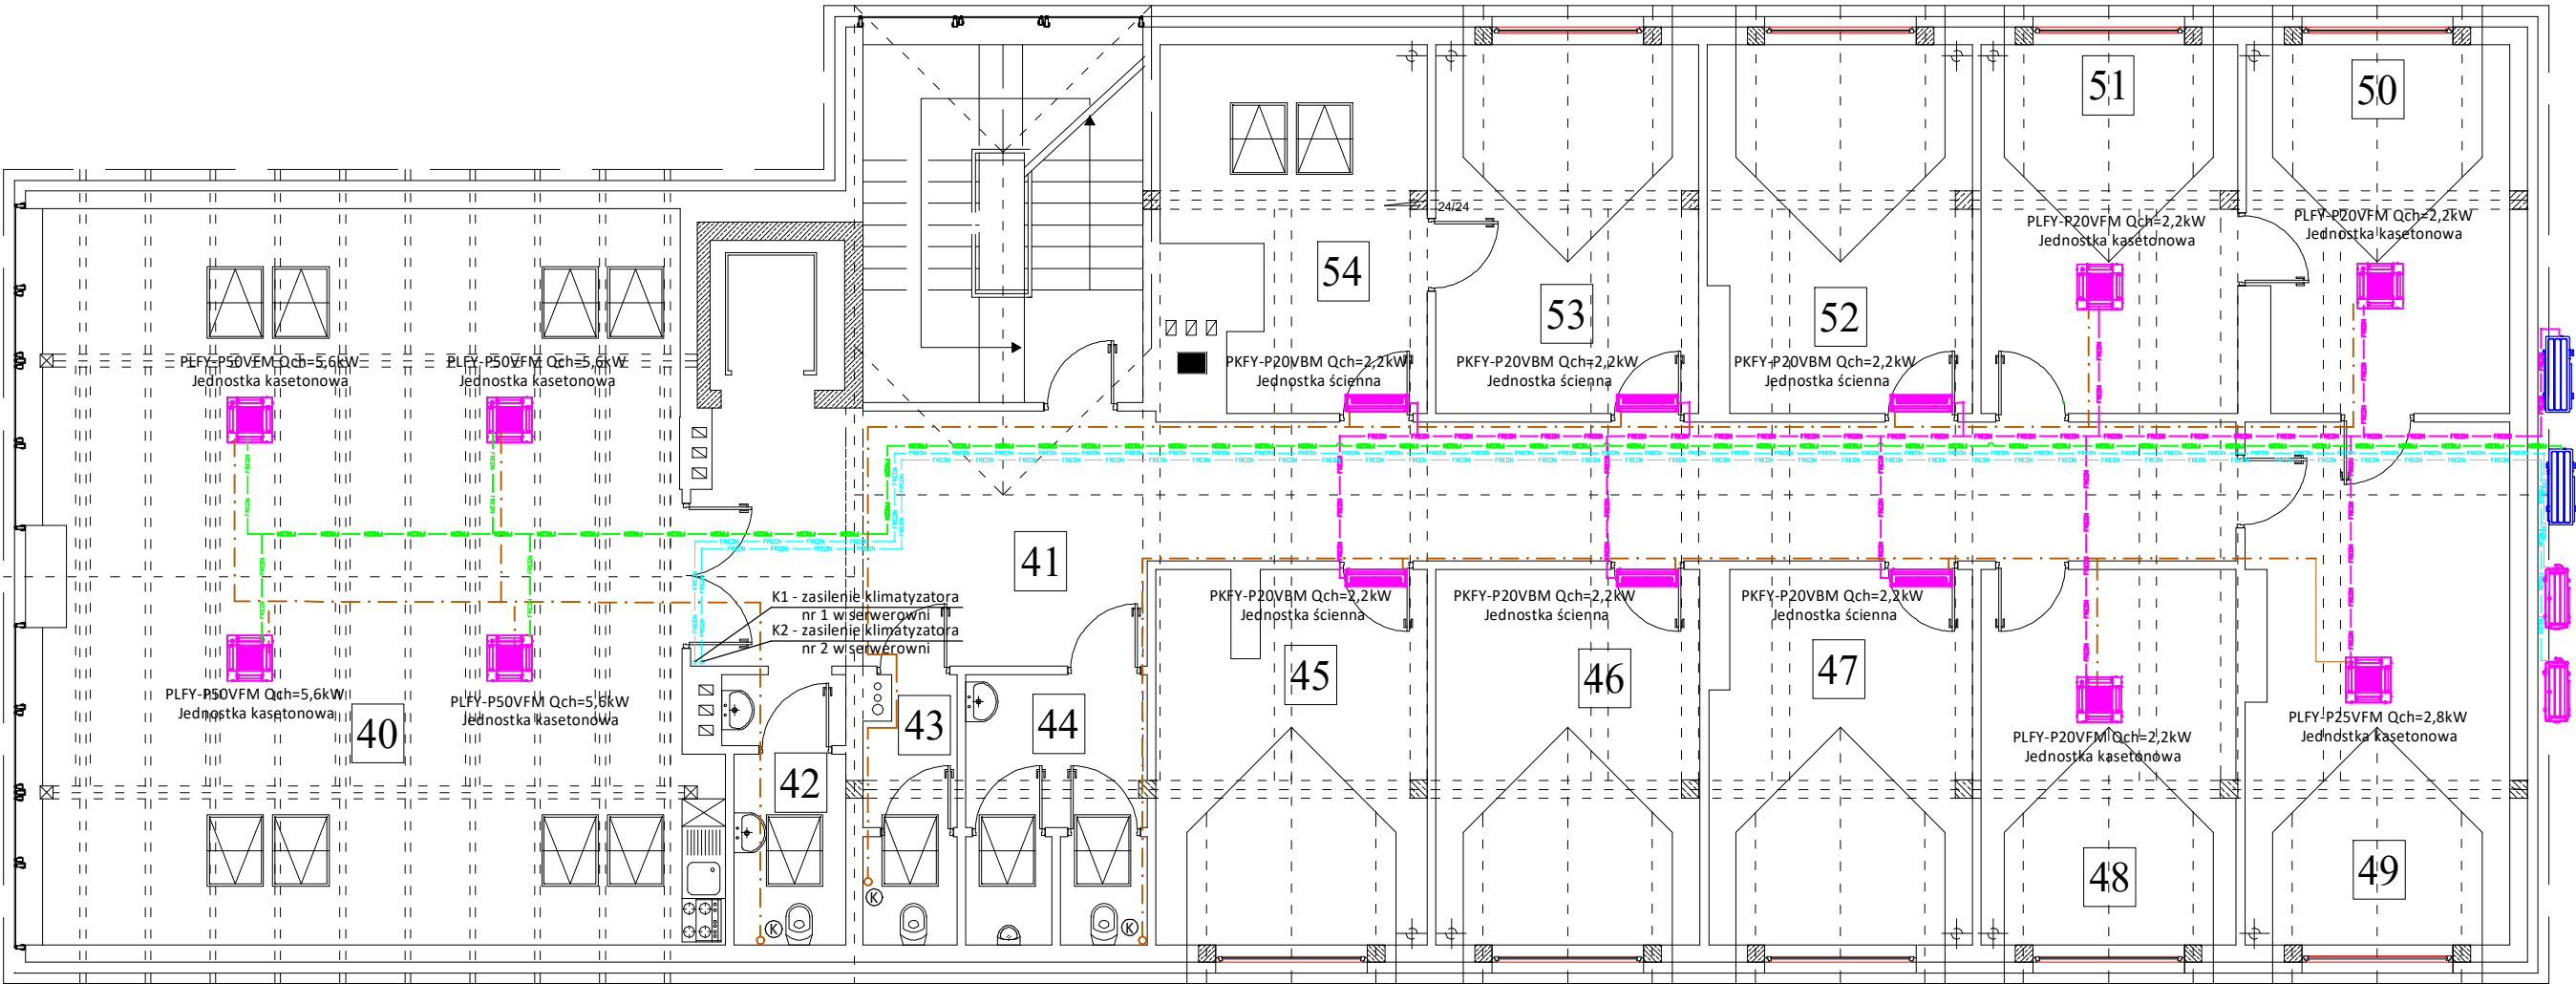 51
50
24/24
PLFY-P20VFM Qch=2,2kW
Jednostka kasetonowa
PLFY-P20VFM Qch=2,2kW
Jednostka kasetonowa
54
53
52
PLFY-P50VFM Qch=5,6kW
Jednostka kasetonowa
PLFY-P50VFM Qch=5,6kW
Jednostka kasetonowa
PKFY-P20VBM Qch=2,2kW
Jednostka ścienna
PKFY-P20VBM Qch=2,2kW
Jednostka ścienna
PKFY-P20VBM Qch=2,2kW
Jednostka ścienna
FREON
FREON
FREON
41
K1 - zasilenie klimatyzatora
nr 1 w serwerowni
K2 - zasilenie klimatyzatora
nr 2 w serwerowni
PKFY-P20VBM Qch=2,2kW
Jednostka ścienna
PKFY-P20VBM Qch=2,2kW
Jednostka ścienna
PKFY-P20VBM Qch=2,2kW
Jednostka ścienna
45
46
47
PLFY-P50VFM Qch=5,6kW
Jednostka kasetonowa
PLFY-P50VFM Qch=5,6kW
Jednostka kasetonowa
40
43
44
PLFY-P20VFM Qch=2,2kW
Jednostka kasetonowa
PLFY-P25VFM Qch=2,8kW
Jednostka kasetonowa
42
48
49
K
K
K